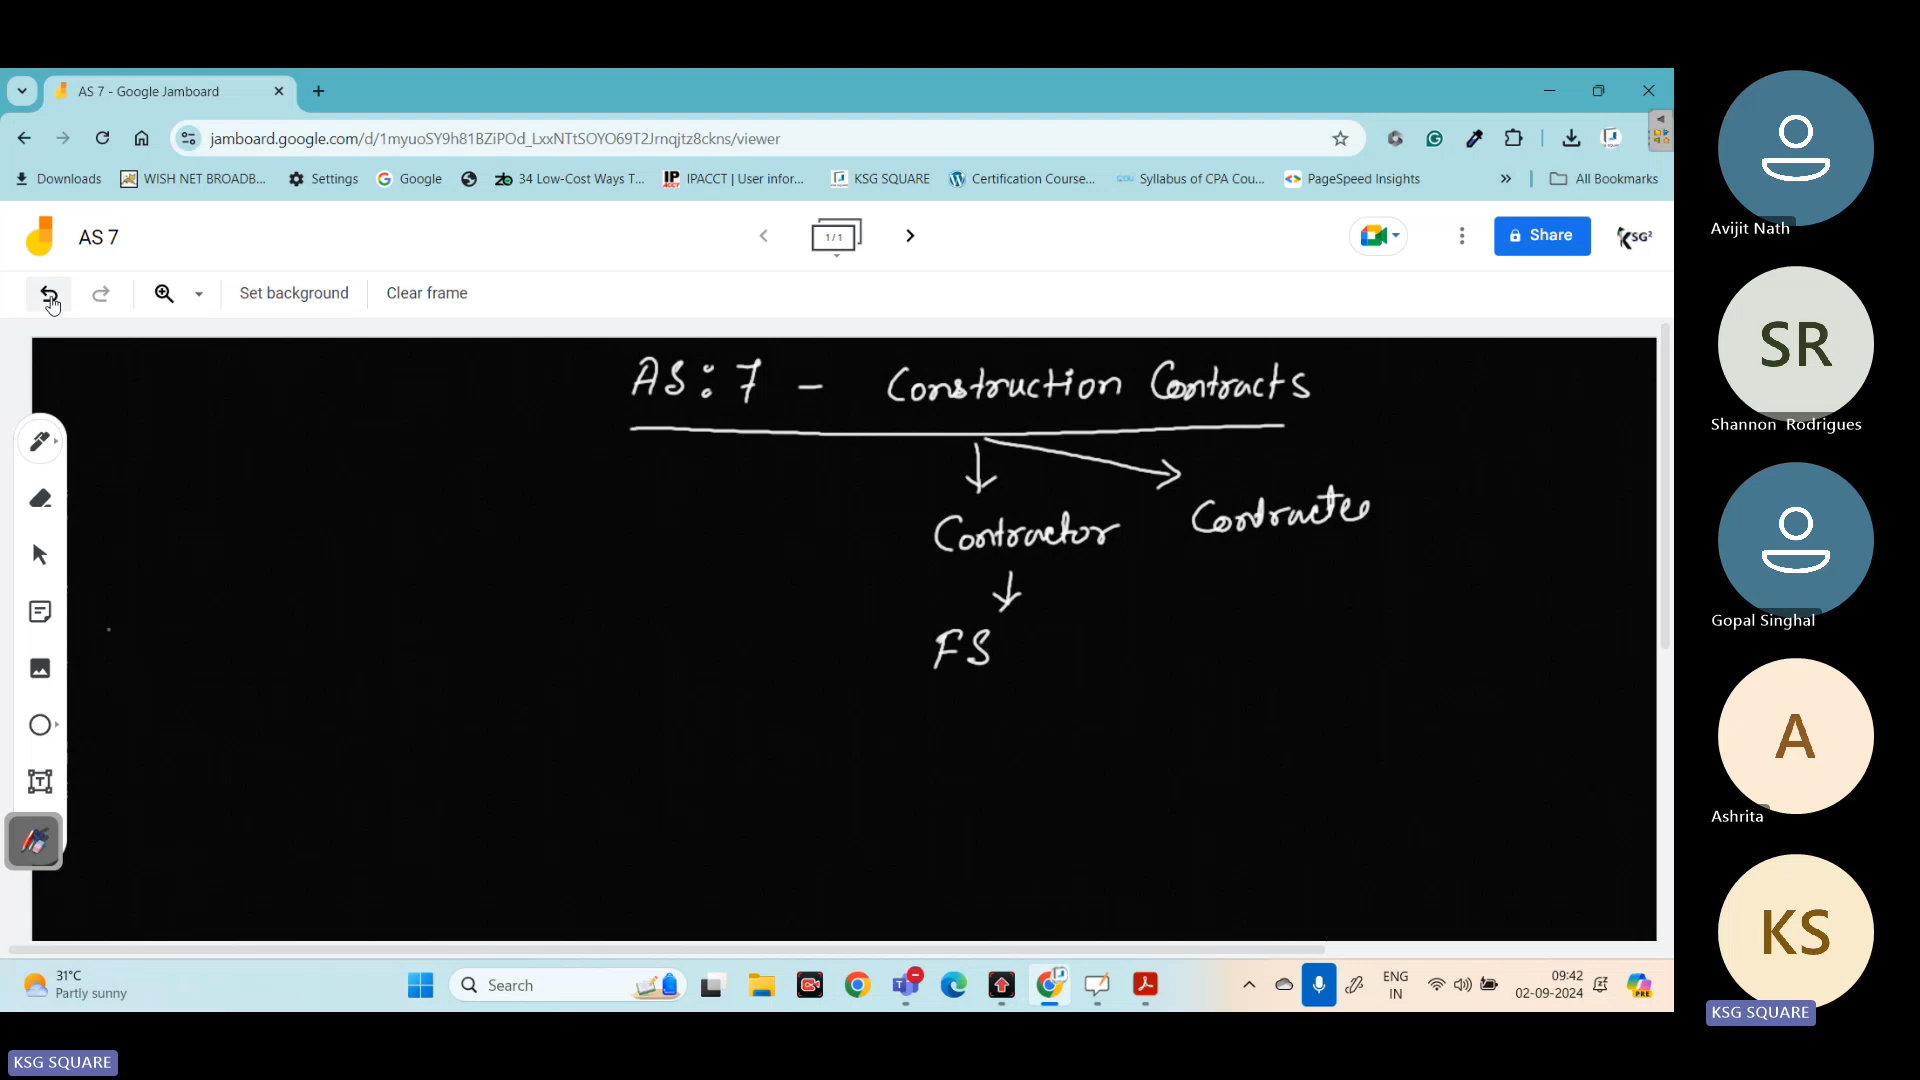 AS 7 - Google Jamboard
jamboard.google.com/d/1myuoSY9h81BZiPOd_LxxNTtSOYO69T2Jrnqjtz8ckns/viewer
Downloads WISH NET BROADB... Settings Google 34 Low-Cost Ways T... IPACCT | User infor... KSG SQUARE Certification Course... Syllabus of CPA Cou... PageSpeed Insights » All Bookmarks
AS 7
1/1
Share
KSG²
Set background Clear frame
AS: 7 - Construction Contracts
Contractor Contractee
FS
Avijit Nath
SR
Shannon Rodrigues
Gopal Singhal
A
Ashrita
KS
KSG SQUARE
31°C
Partly sunny
Search
ENG
IN
09:42
02-09-2024
KSG SQUARE